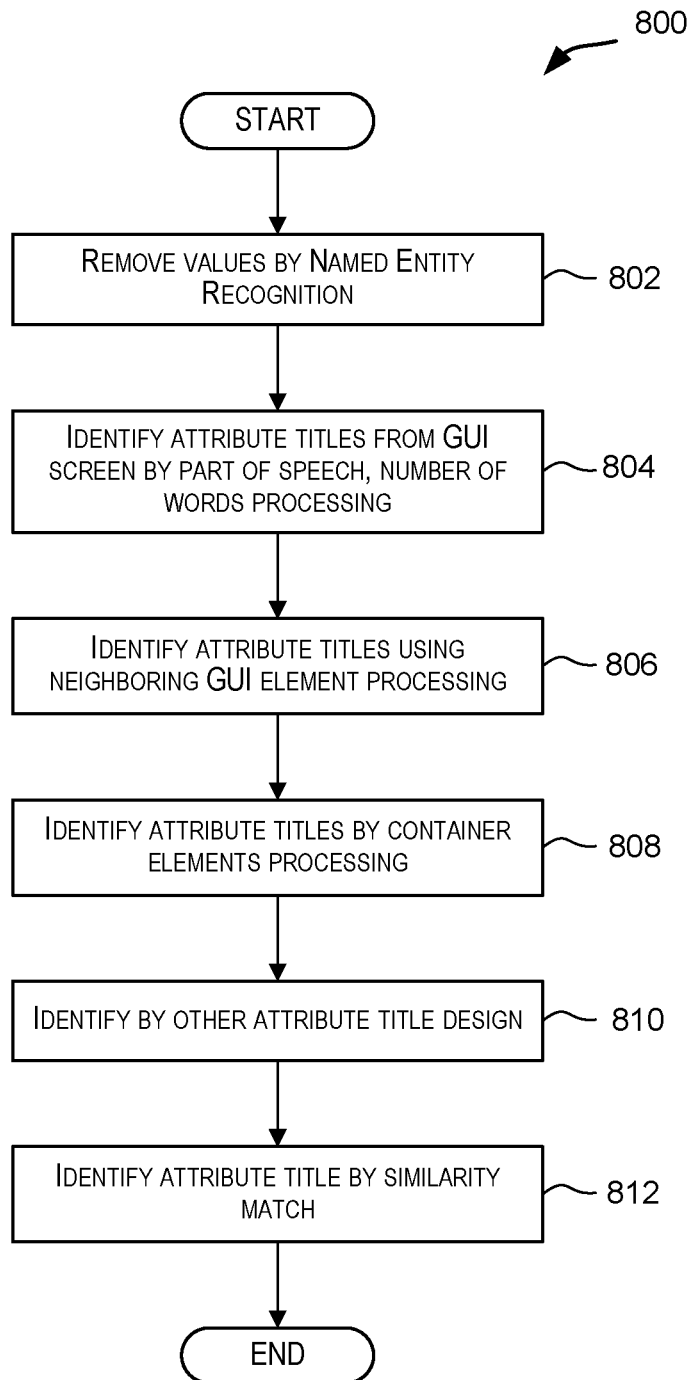 800
START
REMOVE VALUES BY NAMED ENTITY
RECOGNITION
802
IDENTIFY ATTRIBUTE TITLES FROM GUI
SCREEN BY PART OF SPEECH, NUMBER OF
WORDS PROCESSING
804
IDENTIFY ATTRIBUTE TITLES USING
NEIGHBORING GUI ELEMENT PROCESSING
806
IDENTIFY ATTRIBUTE TITLES BY CONTAINER
ELEMENTS PROCESSING
808
IDENTIFY BY OTHER ATTRIBUTE TITLE DESIGN
810
IDENTIFY ATTRIBUTE TITLE BY SIMILARITY
MATCH
812
END